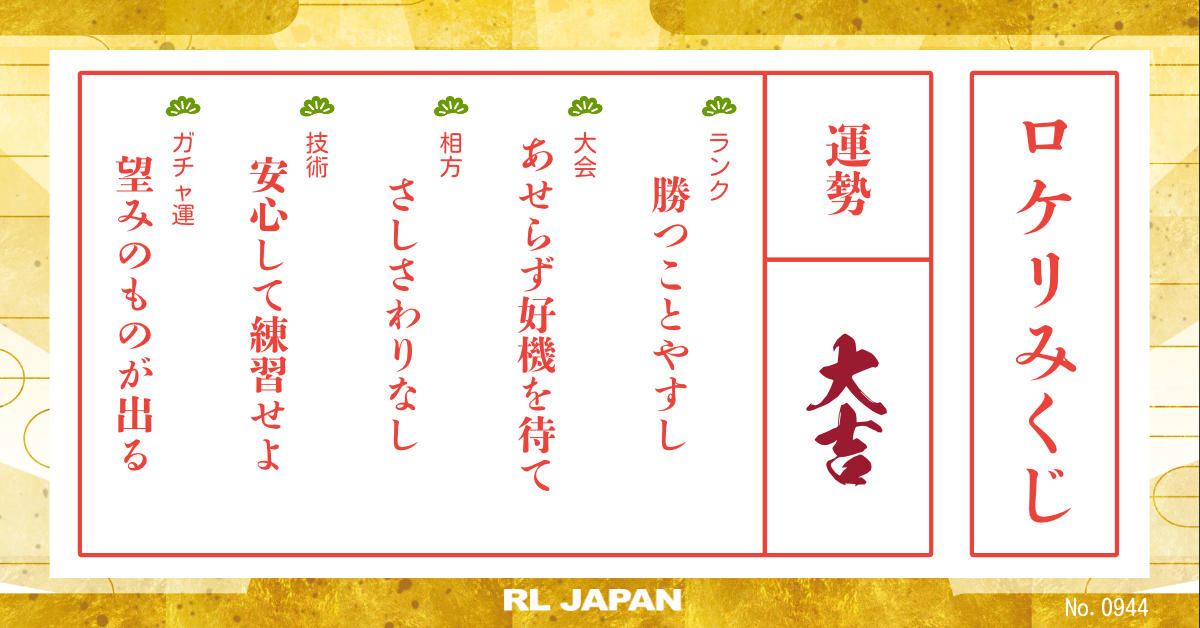 ロケリみくじ
運勢
大吉
ランク
勝つことやすし
大会
あせらず好機を待て
相方
さしさわりなし
技術
安心して練習せよ
ガチャ運
望みのものが出る
RL JAPAN
No. 0944